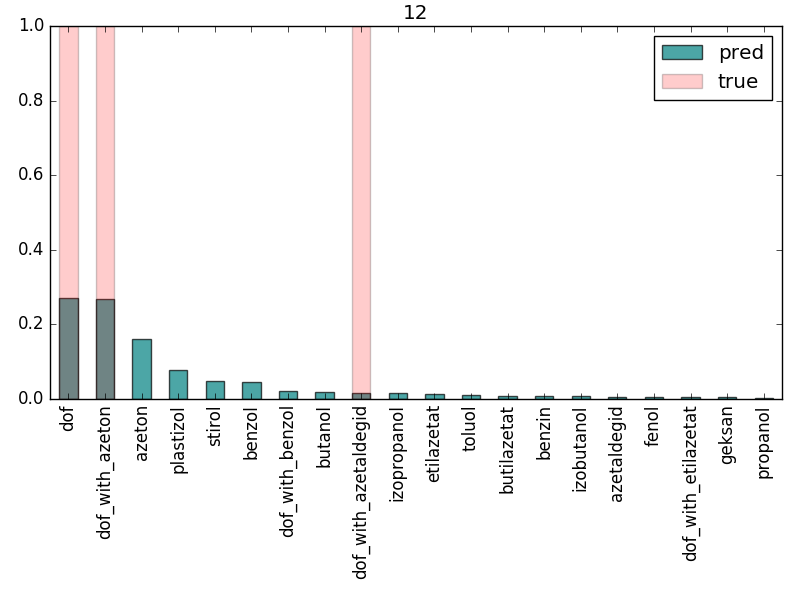 12
1.0
0.8
0.6
0.4
0.2
0.0
pred
true
dof
dof_with_azeton
azeton
plastizol
stirol
benzol
dof_with_benzol
butanol
dof_with_azetaldegid
izopropanol
etilazetat
toluol
butilazetat
benzin
izobutanol
azetaldegid
fenol
dof_with_etilazetat
geksan
propanol